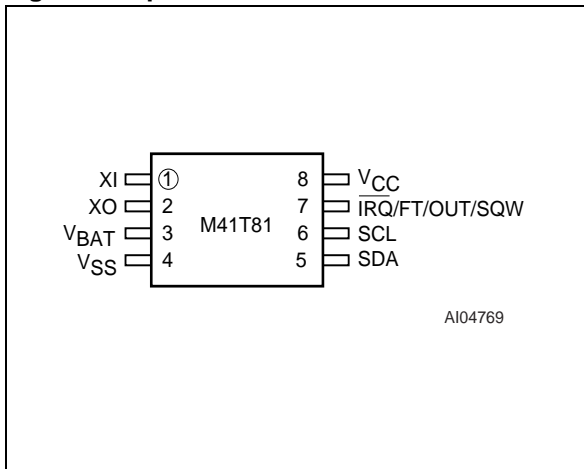 XI 1 8 VCC
XO 2 M41T81 7 IRQ/FT/OUT/SQW
VBAT 3 6 SCL
VSS 4 5 SDA
AI04769